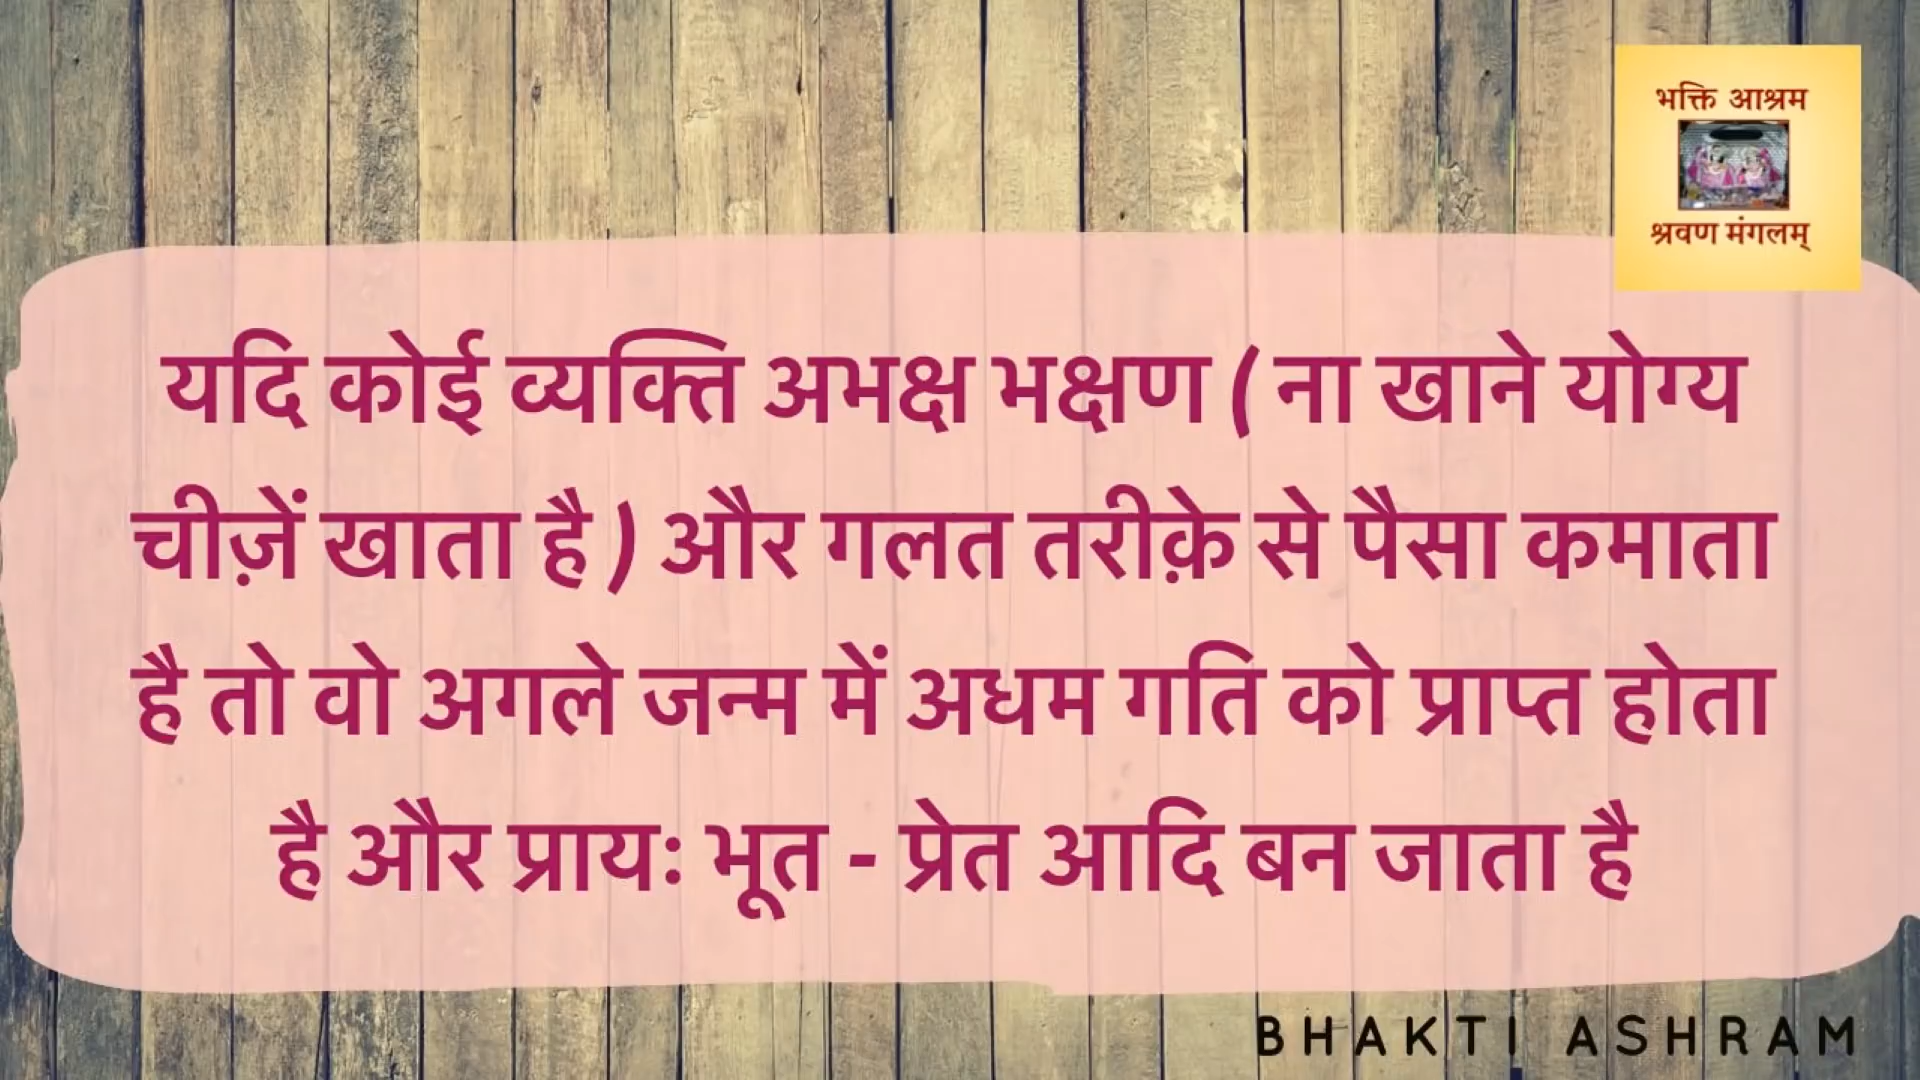 भक्ति आश्रम
श्रवण मंगलम्
यदि कोई व्यक्ति अभक्ष भक्षण ( ना खाने योग्य
चीज़ें खाता है ) और गलत तरीक़े से पैसा कमाता
है तो वो अगले जन्म में अधम गति को प्राप्त होता
है और प्रायः भूत - प्रेत आदि बन जाता है
BHAKTI ASHRAM